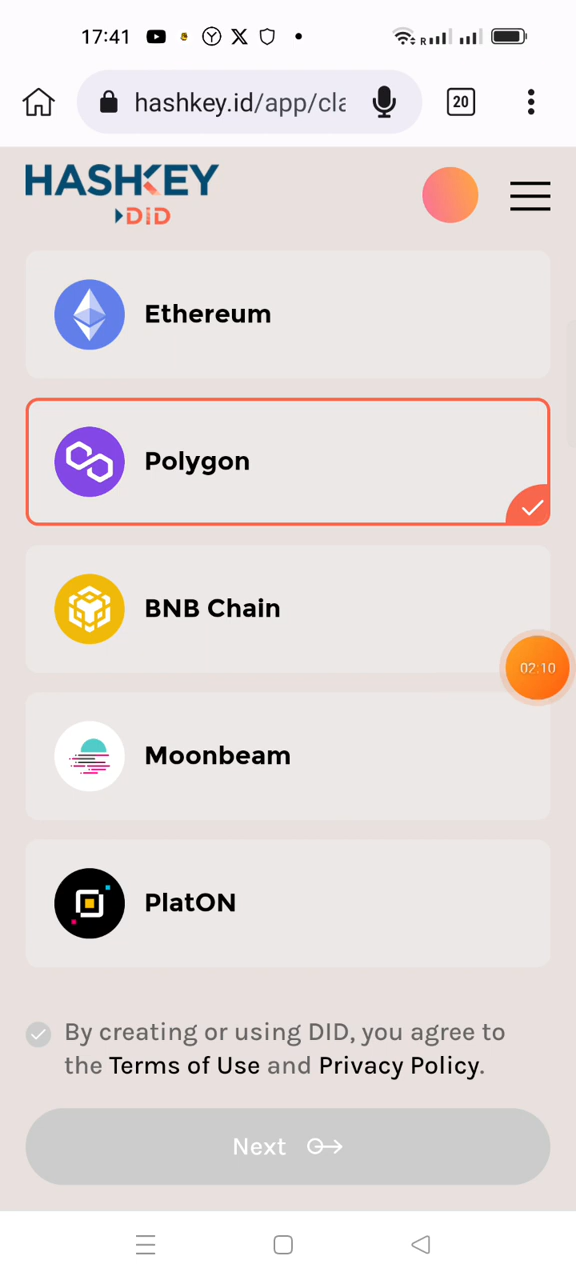 17:41
R
hashkey.id/app/cla
20
HASHKEY
DiD
Ethereum
Polygon
BNB Chain
02:10
Moonbeam
PlatON
By creating or using DID, you agree to
the Terms of Use and Privacy Policy.
Next